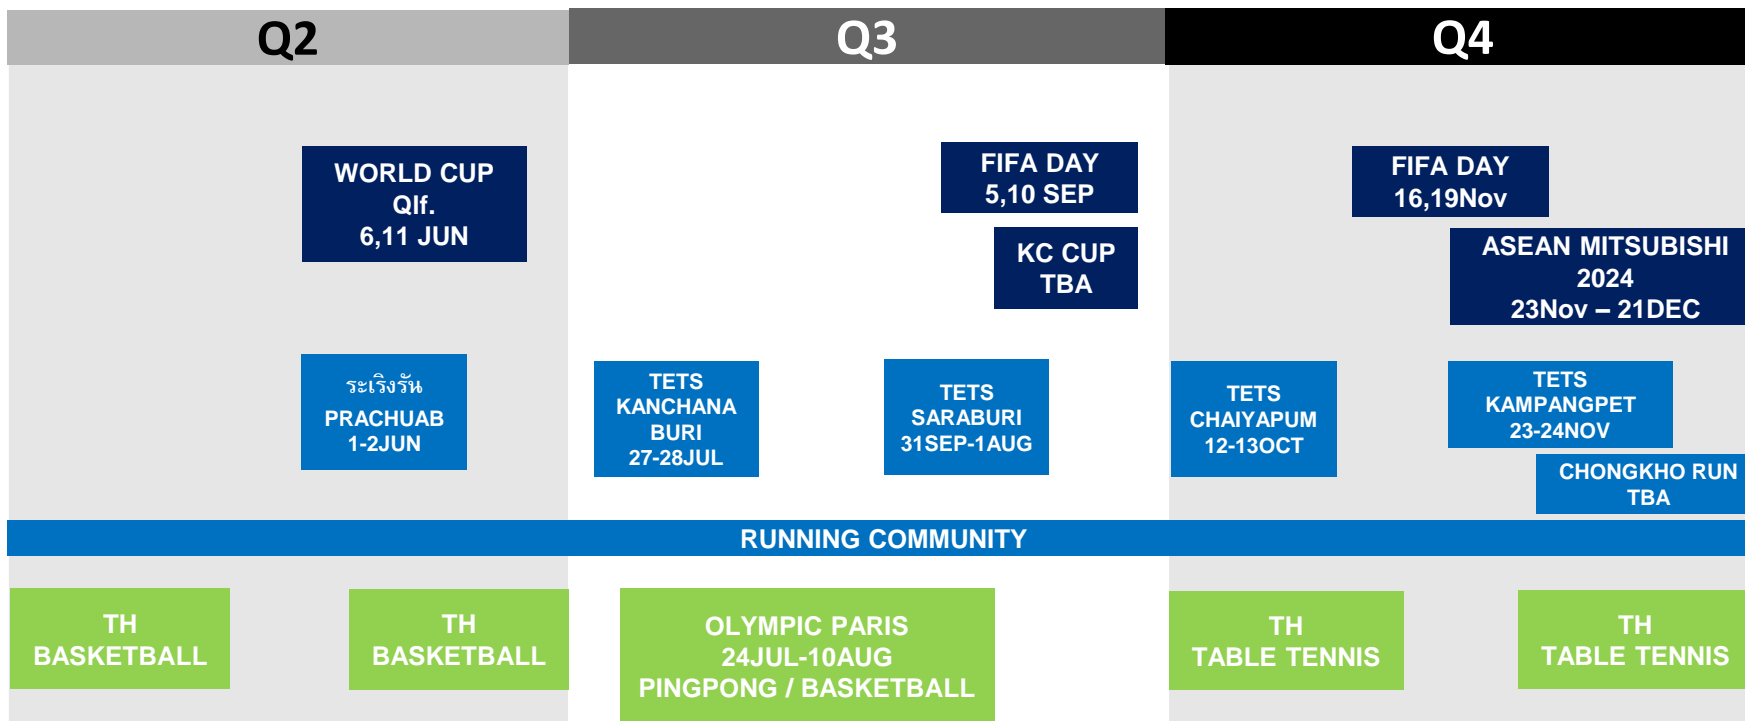 Q2
Q3
Q4
WORLD CUP
Qlf.
6,11 JUN
FIFA DAY
5,10 SEP
KC CUP
TBA
FIFA DAY
16,19Nov
ASEAN MITSUBISHI
2024
23Nov – 21DEC
ระเริงรัน
PRACHUAB
1-2JUN
TETS
KANCHANA
BURI
27-28JUL
TETS
SARABURI
31SEP-1AUG
TETS
CHAIYAPUM
12-13OCT
TETS
KAMPANGPET
23-24NOV
CHONGKHO RUN
TBA
RUNNING COMMUNITY
TH
BASKETBALL
TH
BASKETBALL
OLYMPIC PARIS
24JUL-10AUG
PINGPONG / BASKETBALL
TH
TABLE TENNIS
TH
TABLE TENNIS